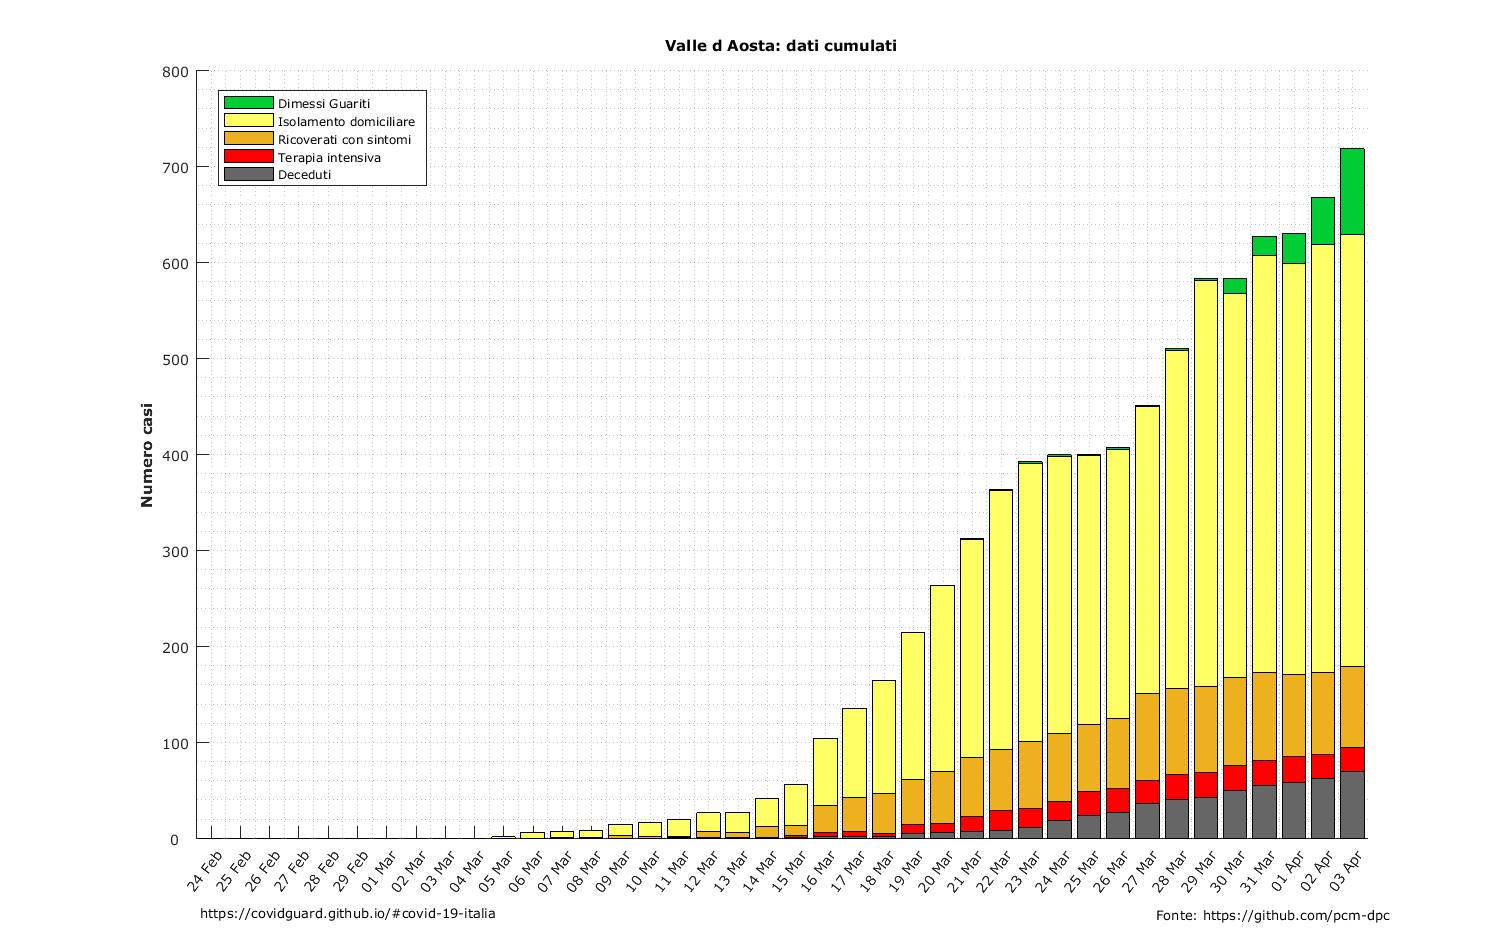 Valle d Aosta: dati cumulati
800
700
600
500
400
300
200
100
0
Numero casi
Dimessi Guariti
Isolamento domiciliare
Ricoverati con sintomi
Terapia intensiva
Deceduti
24 Feb
25 Feb
26 Feb
27 Feb
28 Feb
29 Feb
01 Mar
02 Mar
03 Mar
04 Mar
05 Mar
06 Mar
07 Mar
08 Mar
09 Mar
10 Mar
11 Mar
12 Mar
13 Mar
14 Mar
15 Mar
16 Mar
17 Mar
18 Mar
19 Mar
20 Mar
21 Mar
22 Mar
23 Mar
24 Mar
25 Mar
26 Mar
27 Mar
28 Mar
29 Mar
30 Mar
31 Mar
01 Apr
02 Apr
03 Apr
https://covidguard.github.io/#covid-19-italia
Fonte: https://github.com/pcm-dpc